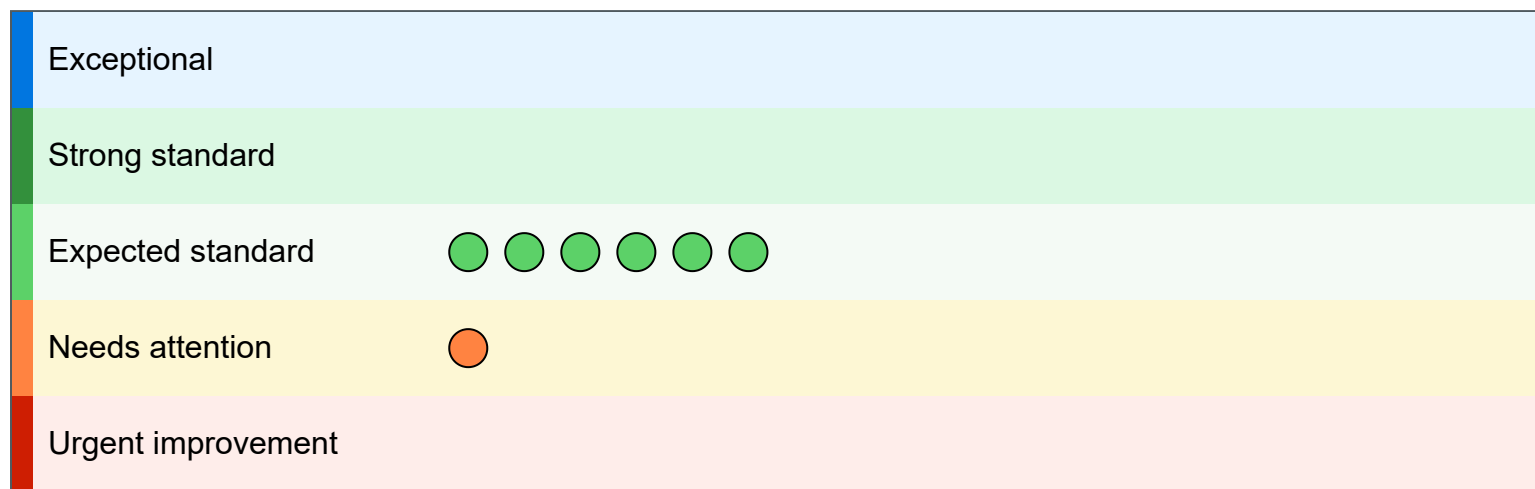 Exceptional
Strong standard
Expected standard
Needs attention
Urgent improvement